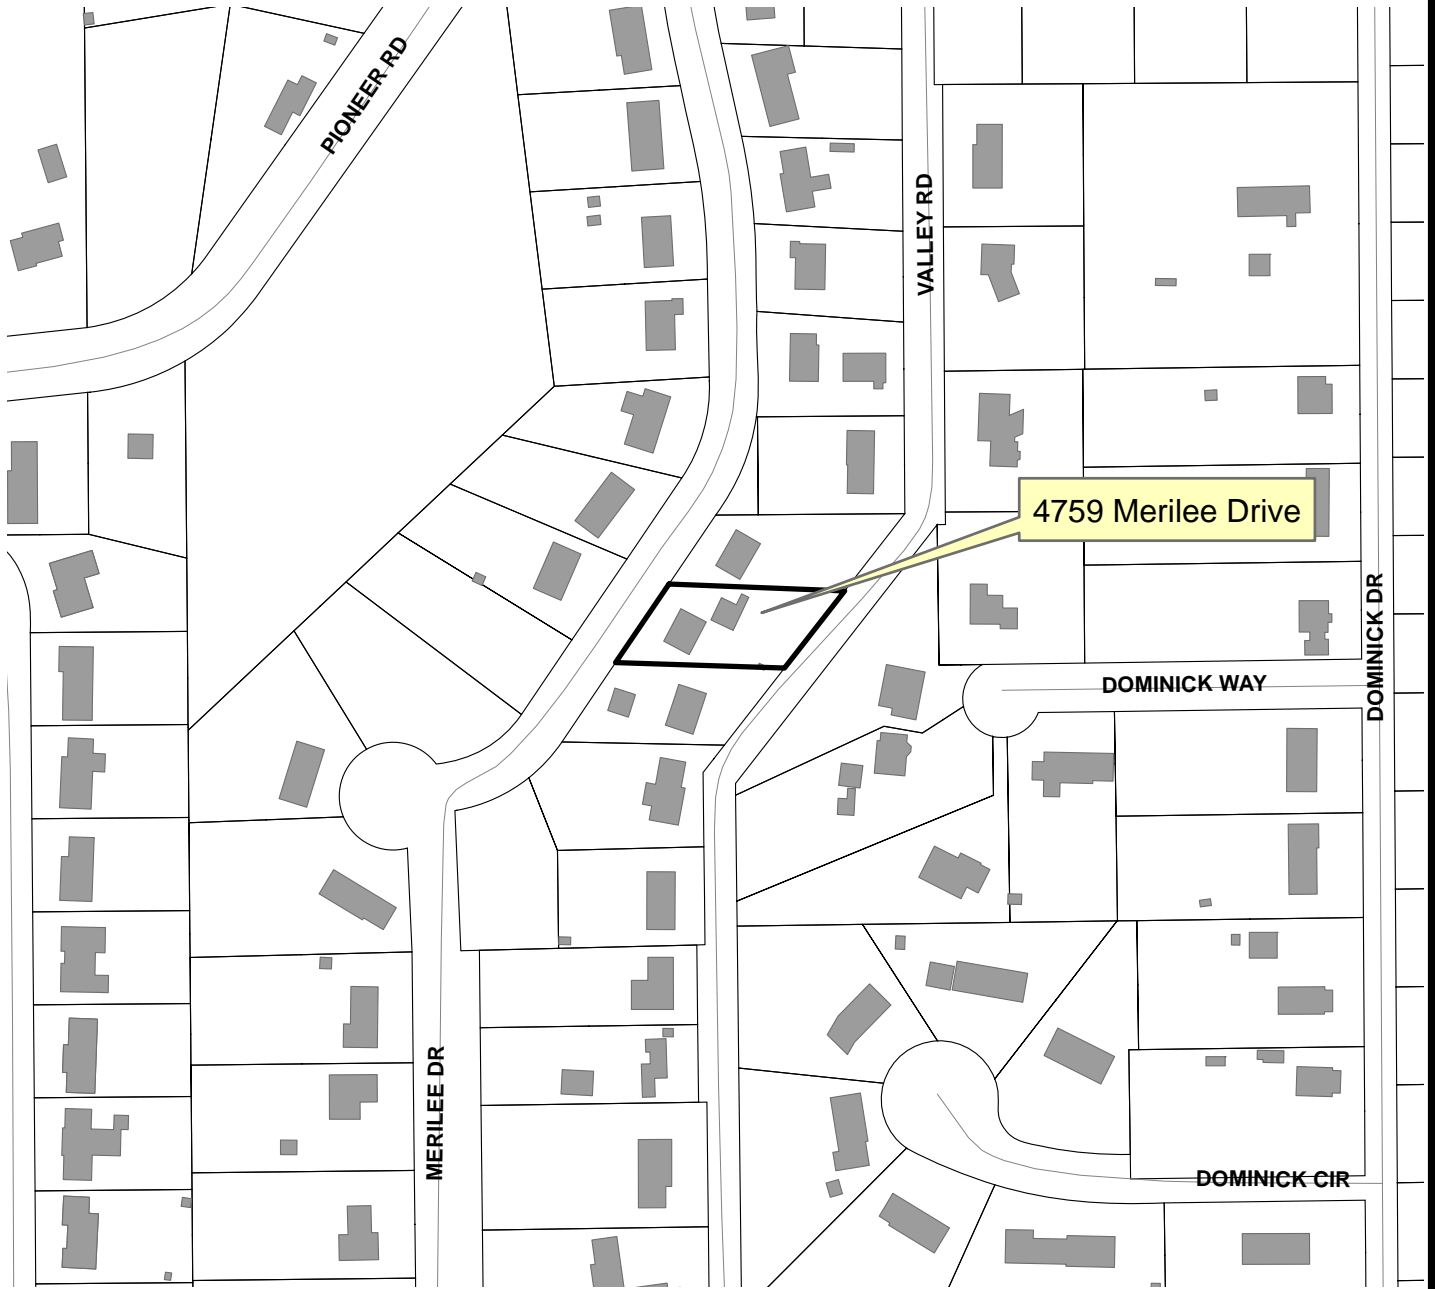 PIONEER RD
VALLEY RD
4759 Merilee Drive
DOMINICK DR
DOMINICK WAY
MERILEE DR
DOMINICK CIR